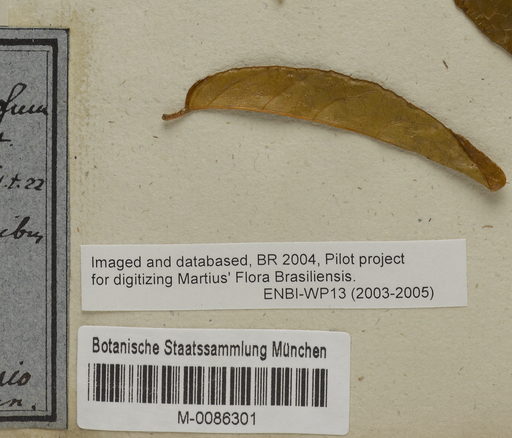 Imaged and databased, BR 2004, Pilot project
for digitizing Martius' Flora Brasiliensis.
ENBI-WP13 (2003-2005)
Botanische Staatssammlung München
M-0086301